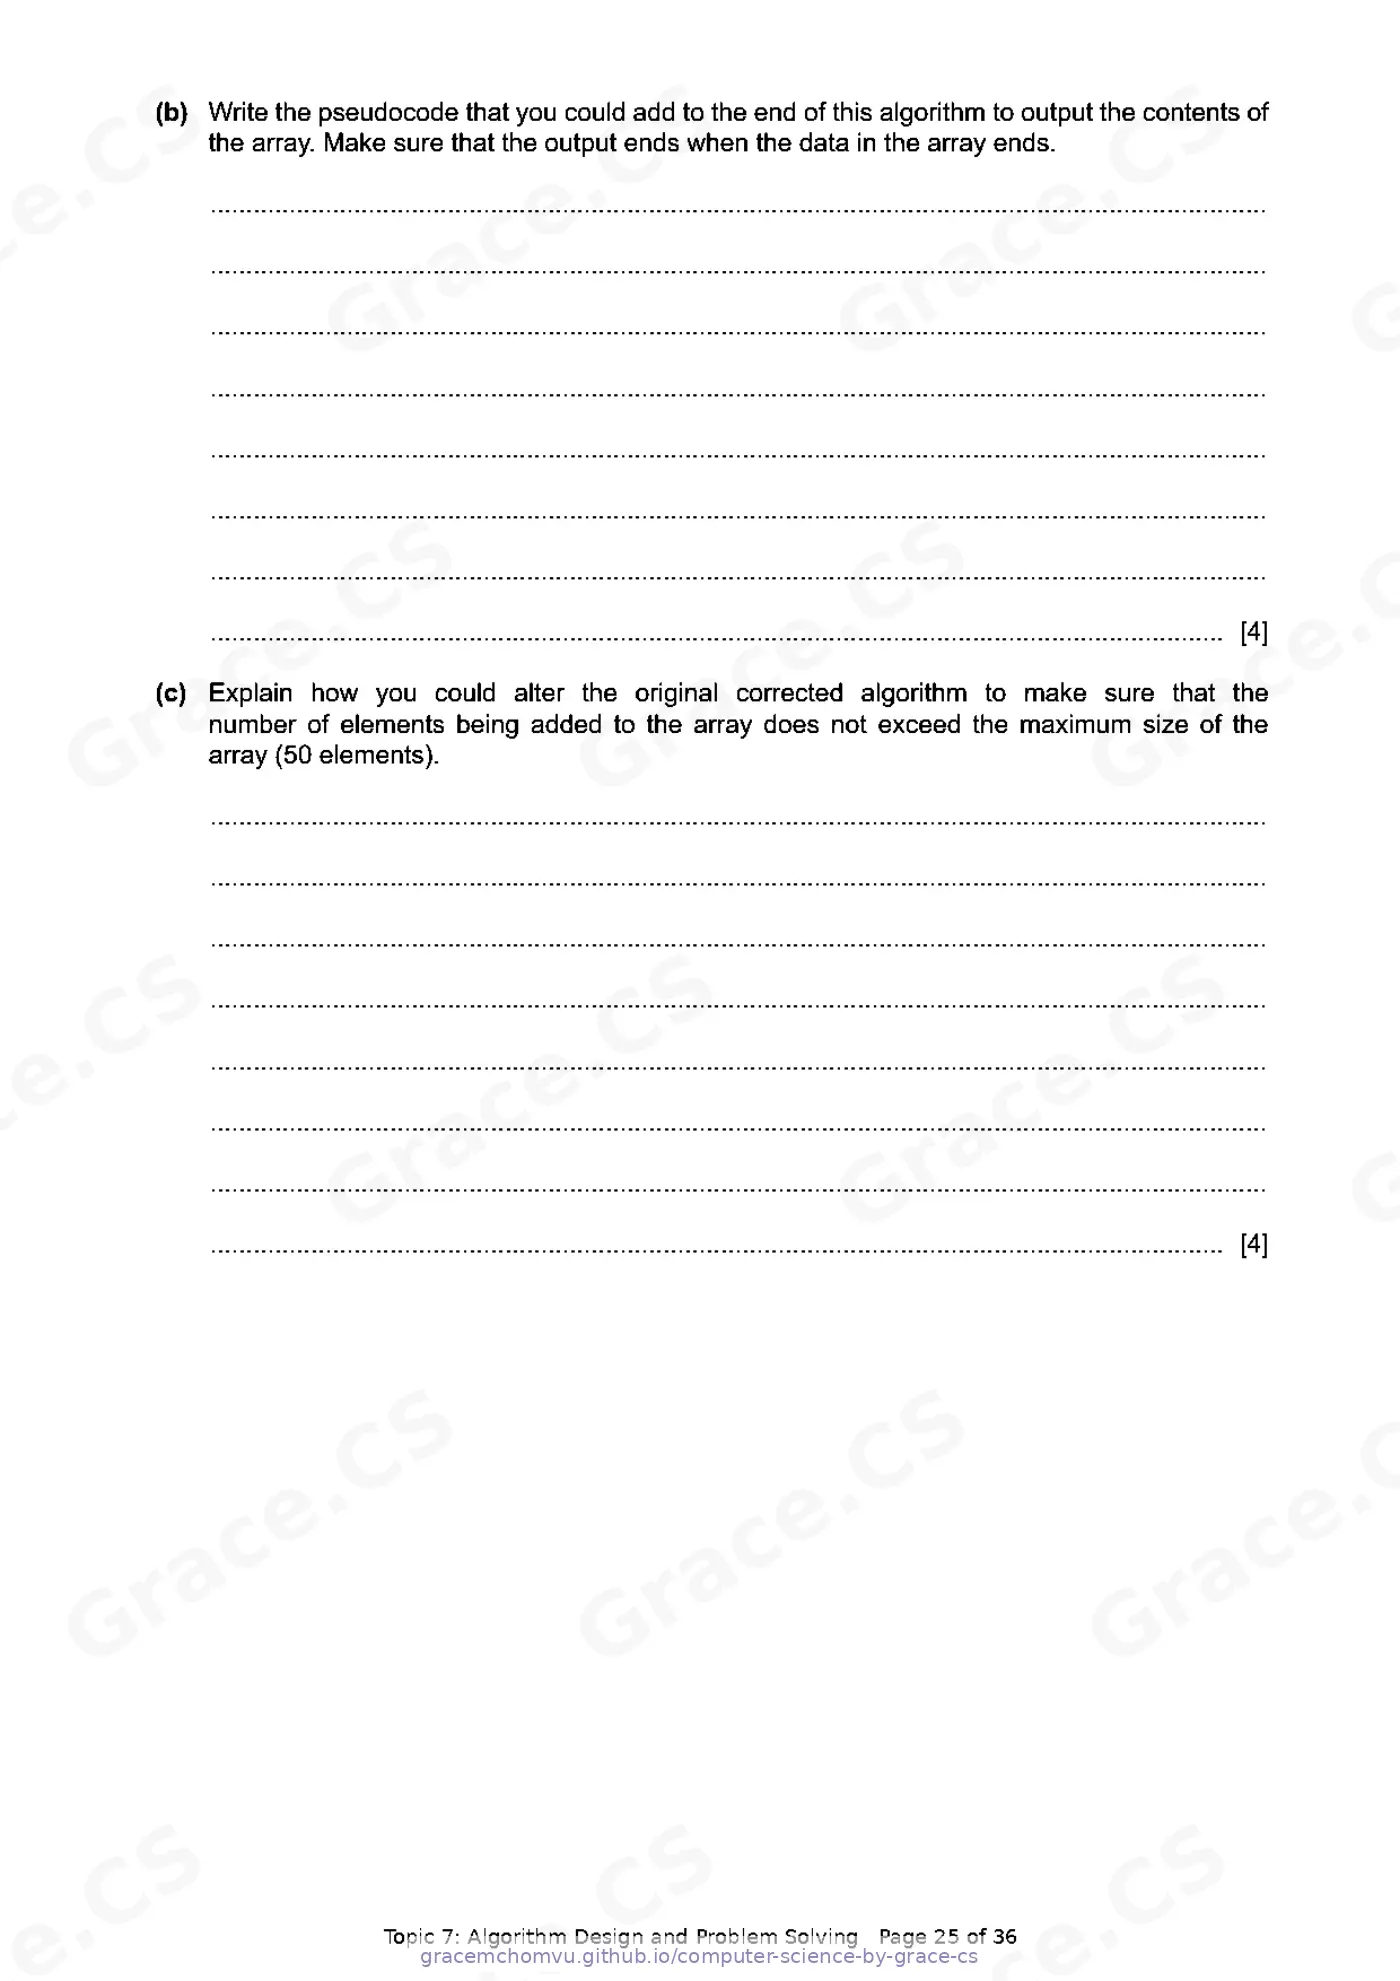 (b) Write the pseudocode that you could add to the end of this algorithm to output the contents of
the array. Make sure that the output ends when the data in the array ends.
[4]
(c) Explain how you could alter the original corrected algorithm to make sure that the
number of elements being added to the array does not exceed the maximum size of the
array (50 elements).
[4]
Topic 7: Algorithm Design and Problem Solving Page 25 of 36
gracemchomvu.github.io/computer-science-by-grace-cs
Grace.CS